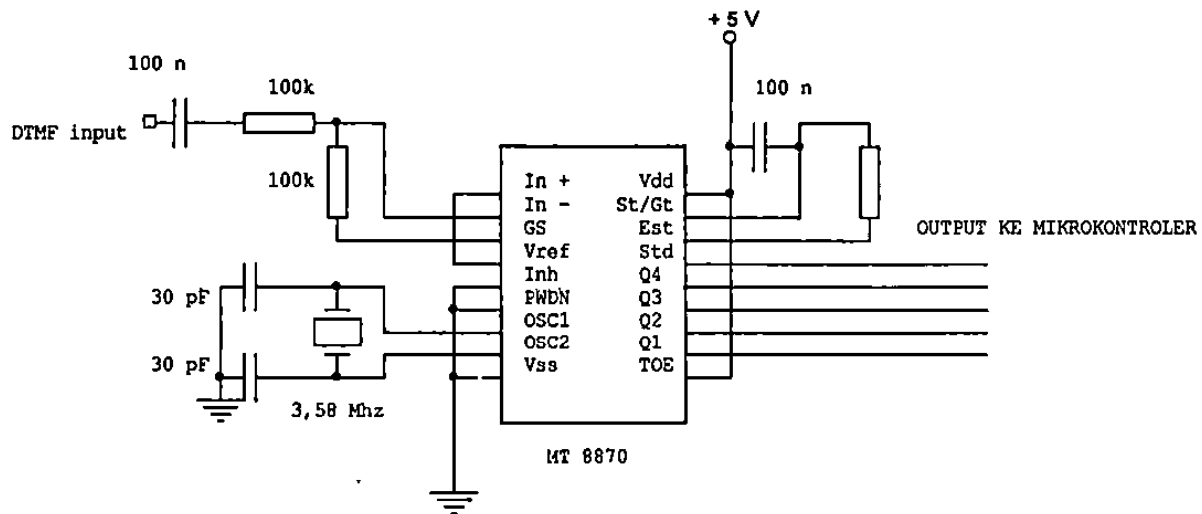 + 5 V
100 n
100 n
100k
DTMF input
100k
In + Vdd
In - St/Gt
GS Est
Vref Std
Inh Q4
PWDN Q3
OSC1 Q2
OSC2 Q1
Vss TOE
OUTPUT KE MIKROKONTROLER
30 pF
30 pF
3,58 Mhz
MT 8870